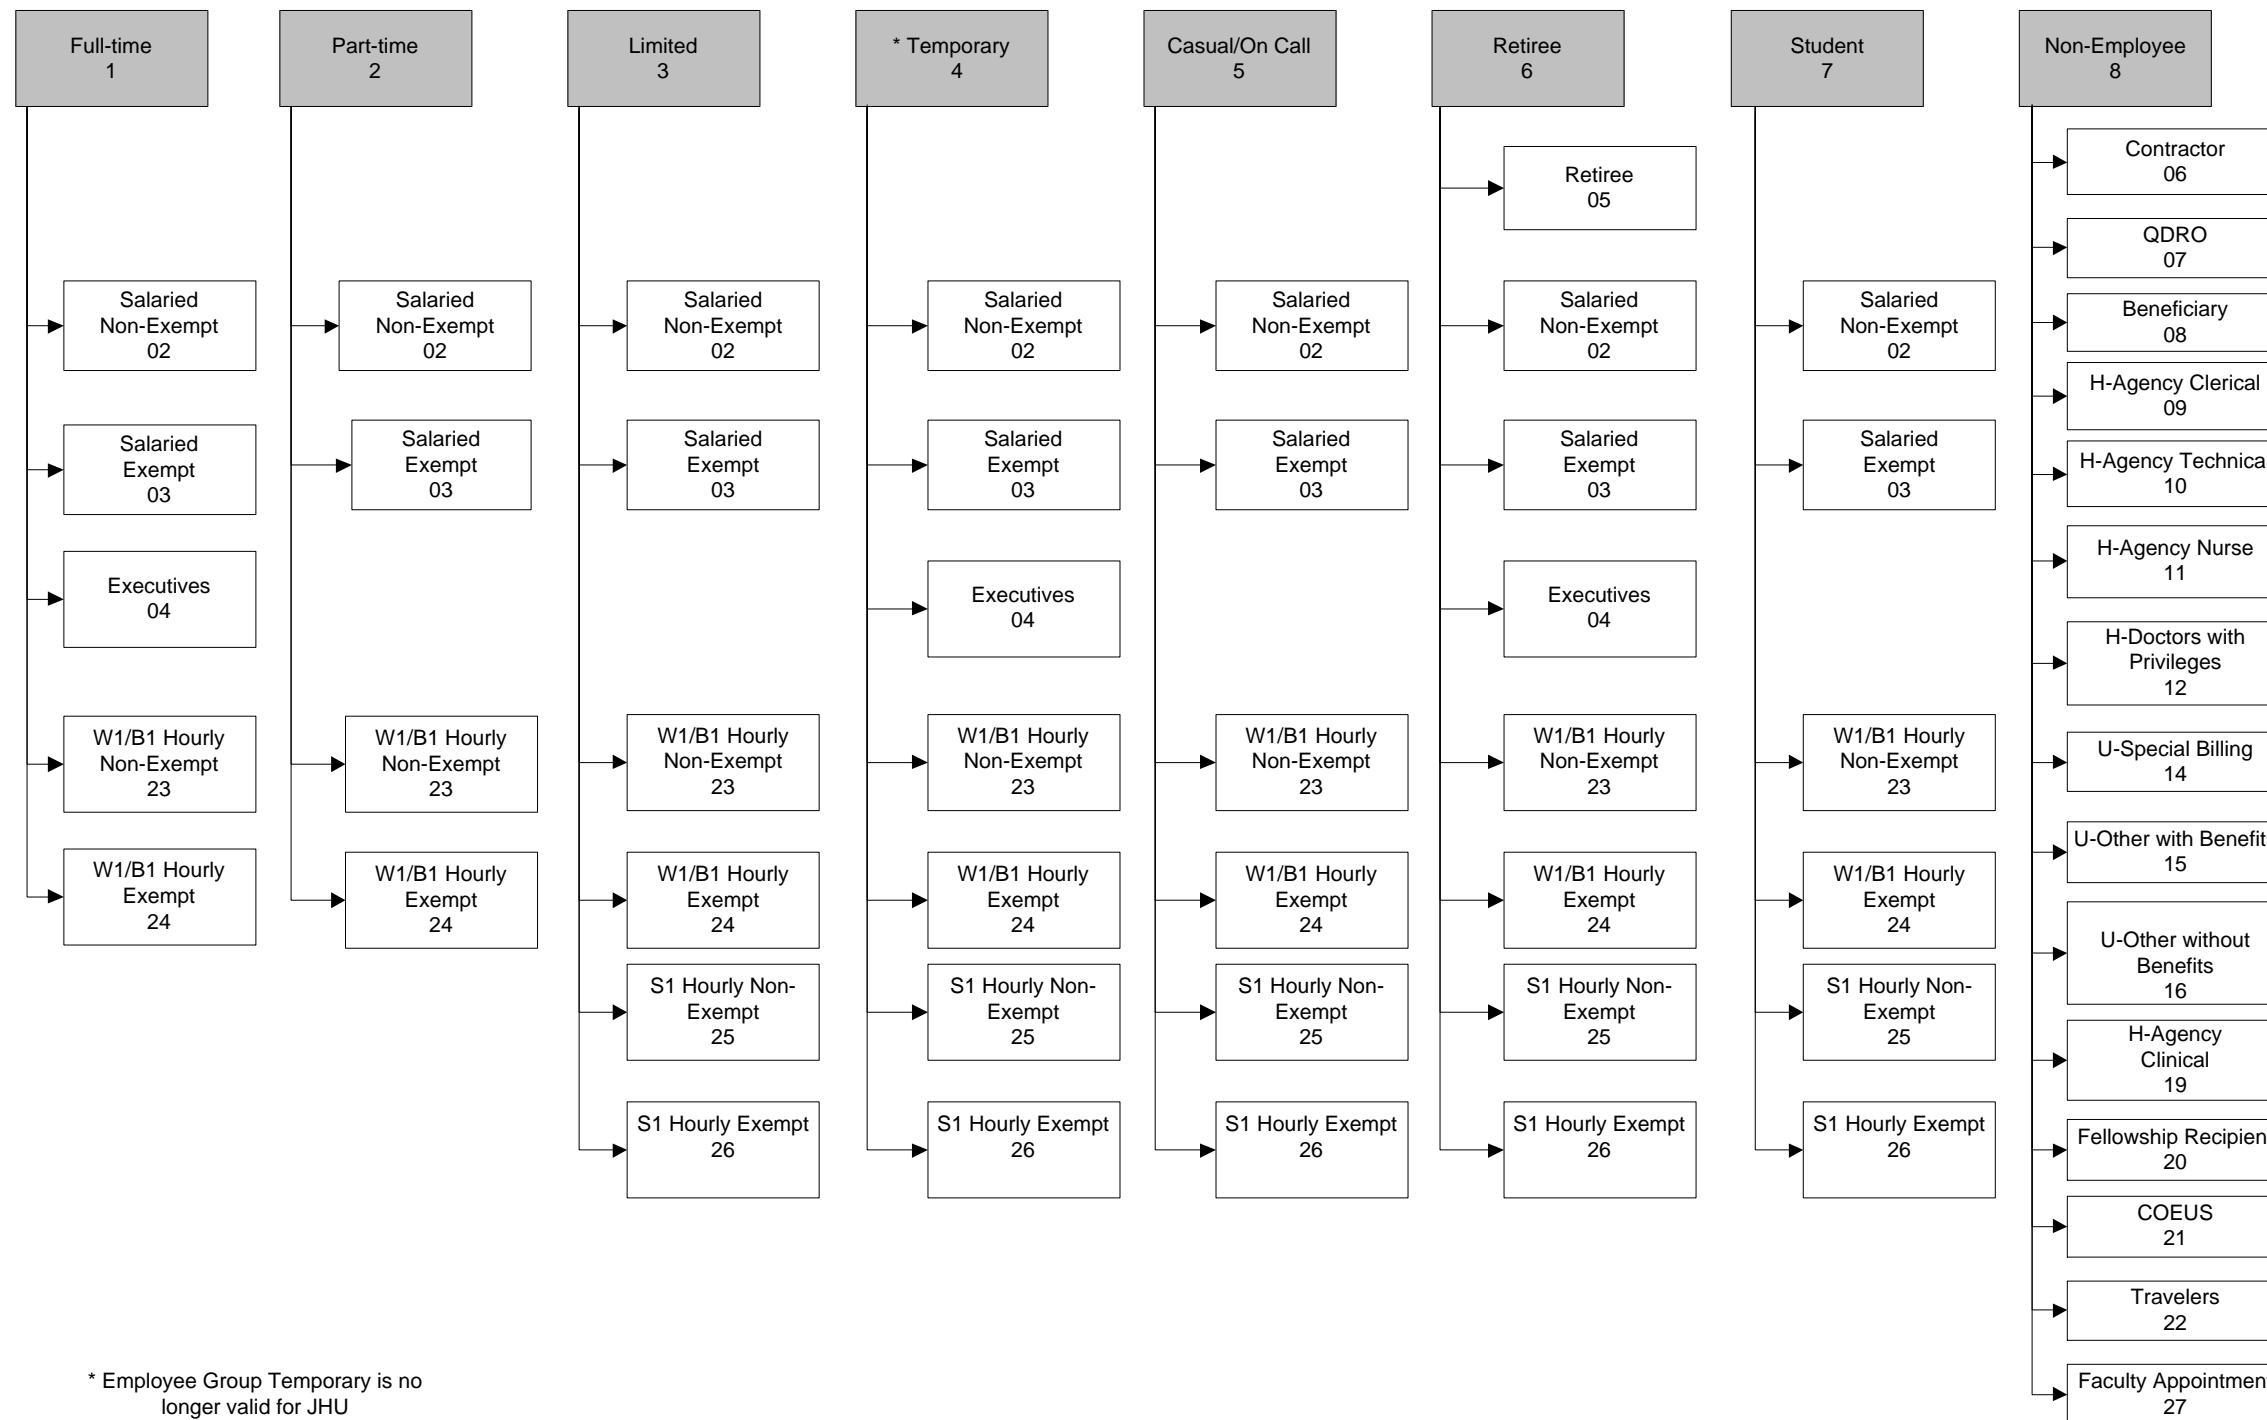 Full-time
1
Part-time
2
Limited
3
* Temporary
4
Casual/On Call
5
Retiree
6
Student
7
Non-Employee
8
Salaried
Non-Exempt
02
Salaried
Exempt
03
Executives
04
W1/B1 Hourly
Non-Exempt
23
W1/B1 Hourly
Exempt
24
Salaried
Non-Exempt
02
Salaried
Exempt
03
W1/B1 Hourly
Non-Exempt
23
W1/B1 Hourly
Exempt
24
Salaried
Non-Exempt
02
Salaried
Exempt
03
W1/B1 Hourly
Non-Exempt
23
W1/B1 Hourly
Exempt
24
S1 Hourly Non-
Exempt
25
S1 Hourly Exempt
26
Salaried
Non-Exempt
02
Salaried
Exempt
03
Executives
04
W1/B1 Hourly
Non-Exempt
23
W1/B1 Hourly
Exempt
24
S1 Hourly Non-
Exempt
25
S1 Hourly Exempt
26
Salaried
Non-Exempt
02
Salaried
Exempt
03
W1/B1 Hourly
Non-Exempt
23
W1/B1 Hourly
Exempt
24
S1 Hourly Non-
Exempt
25
S1 Hourly Exempt
26
Retiree
05
Salaried
Non-Exempt
02
Salaried
Exempt
03
Executives
04
W1/B1 Hourly
Non-Exempt
23
W1/B1 Hourly
Exempt
24
S1 Hourly Non-
Exempt
25
S1 Hourly Exempt
26
Salaried
Non-Exempt
02
Salaried
Exempt
03
W1/B1 Hourly
Non-Exempt
23
W1/B1 Hourly
Exempt
24
S1 Hourly Non-
Exempt
25
S1 Hourly Exempt
26
Contractor
06
QDRO
07
Beneficiary
08
H-Agency Clerical
09
H-Agency Technica
10
H-Agency Nurse
11
H-Doctors with
Privileges
12
U-Special Billing
14
U-Other with Benefits
15
U-Other without
Benefits
16
H-Agency
Clinical
19
Fellowship Recipien
20
COEUS
21
Travelers
22
Faculty Appointment
27
* Employee Group Temporary is no
longer valid for JHU